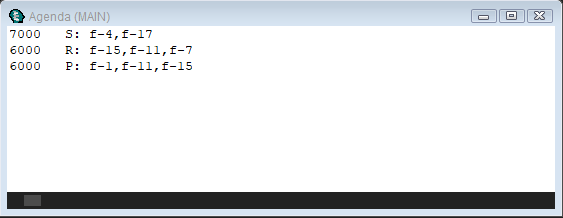 Agenda (MAIN)
7000 S: f-4,f-17
6000 R: f-15,f-11,f-7
6000 P: f-1,f-11,f-15